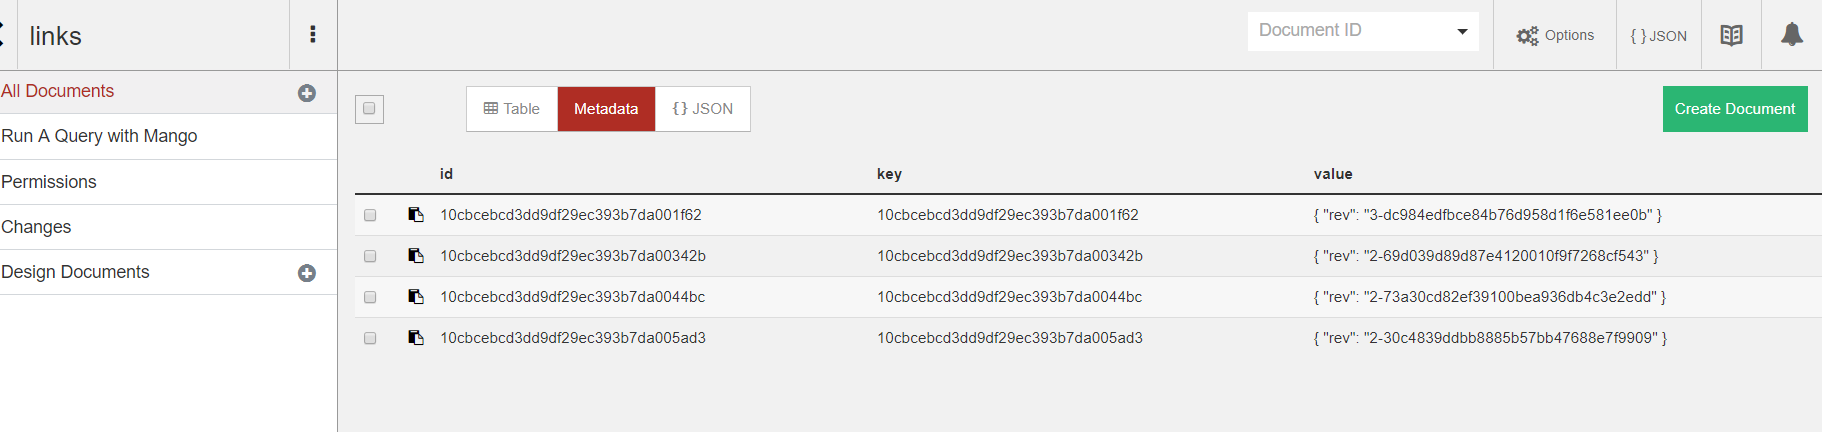 links
Document ID
Options
{ } JSON
All Documents
Run A Query with Mango
Permissions
Changes
Design Documents
Table
Metadata
{ } JSON
Create Document
id key value
10cbcebcd3dd9df29ec393b7da001f62 10cbcebcd3dd9df29ec393b7da001f62 { "rev": "3-dc984edfbce84b76d958d1f6e581ee0b" }
10cbcebcd3dd9df29ec393b7da00342b 10cbcebcd3dd9df29ec393b7da00342b { "rev": "2-69d039d89d87e4120010f9f7268cf543" }
10cbcebcd3dd9df29ec393b7da0044bc 10cbcebcd3dd9df29ec393b7da0044bc { "rev": "2-73a30cd82ef39100bea936db4c3e2edd" }
10cbcebcd3dd9df29ec393b7da005ad3 10cbcebcd3dd9df29ec393b7da005ad3 { "rev": "2-30c4839ddbb8885b57bb47688e7f9909" }